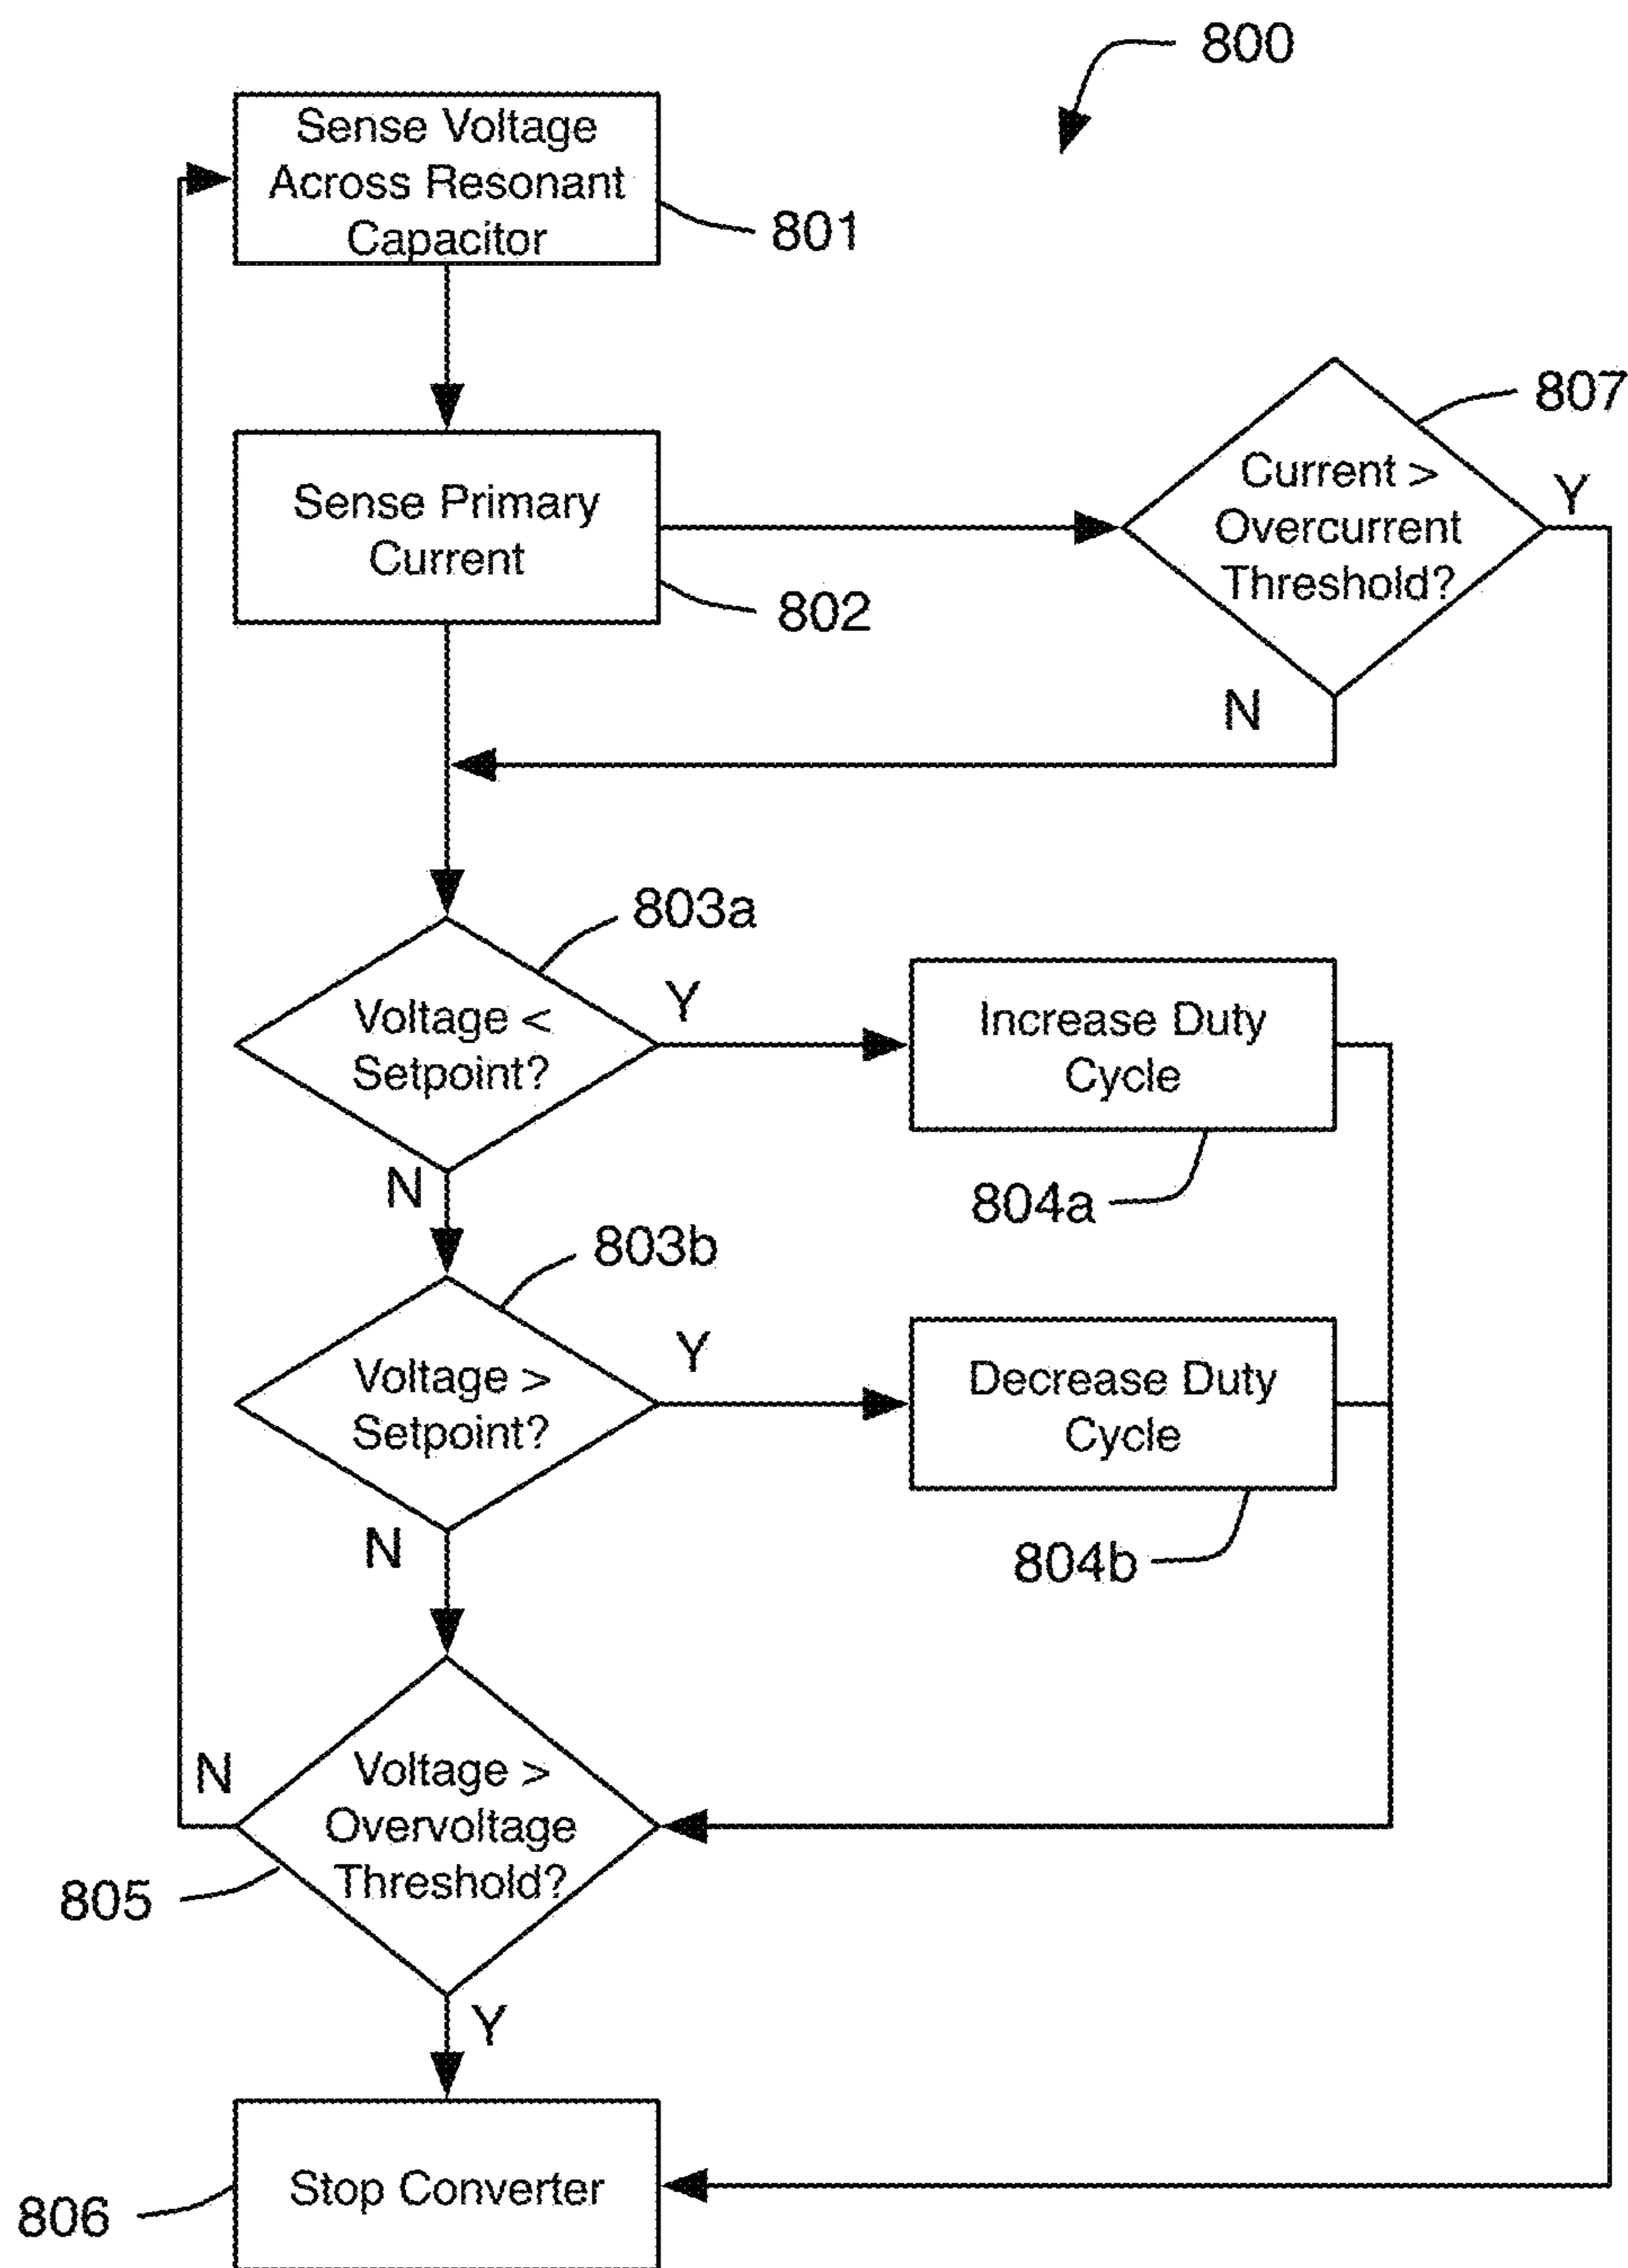 800
Sense Voltage
Across Resonant
Capacitor
801
Sense Primary
Current
802
Current >
Overcurrent
Threshold?
807
Y
N
803a
Voltage <
Setpoint?
Y
N
Increase Duty
Cycle
804a
803b
Voltage >
Setpoint?
Y
N
Decrease Duty
Cycle
804b
Voltage >
Overvoltage
Threshold?
N
805
Y
Stop Converter
806